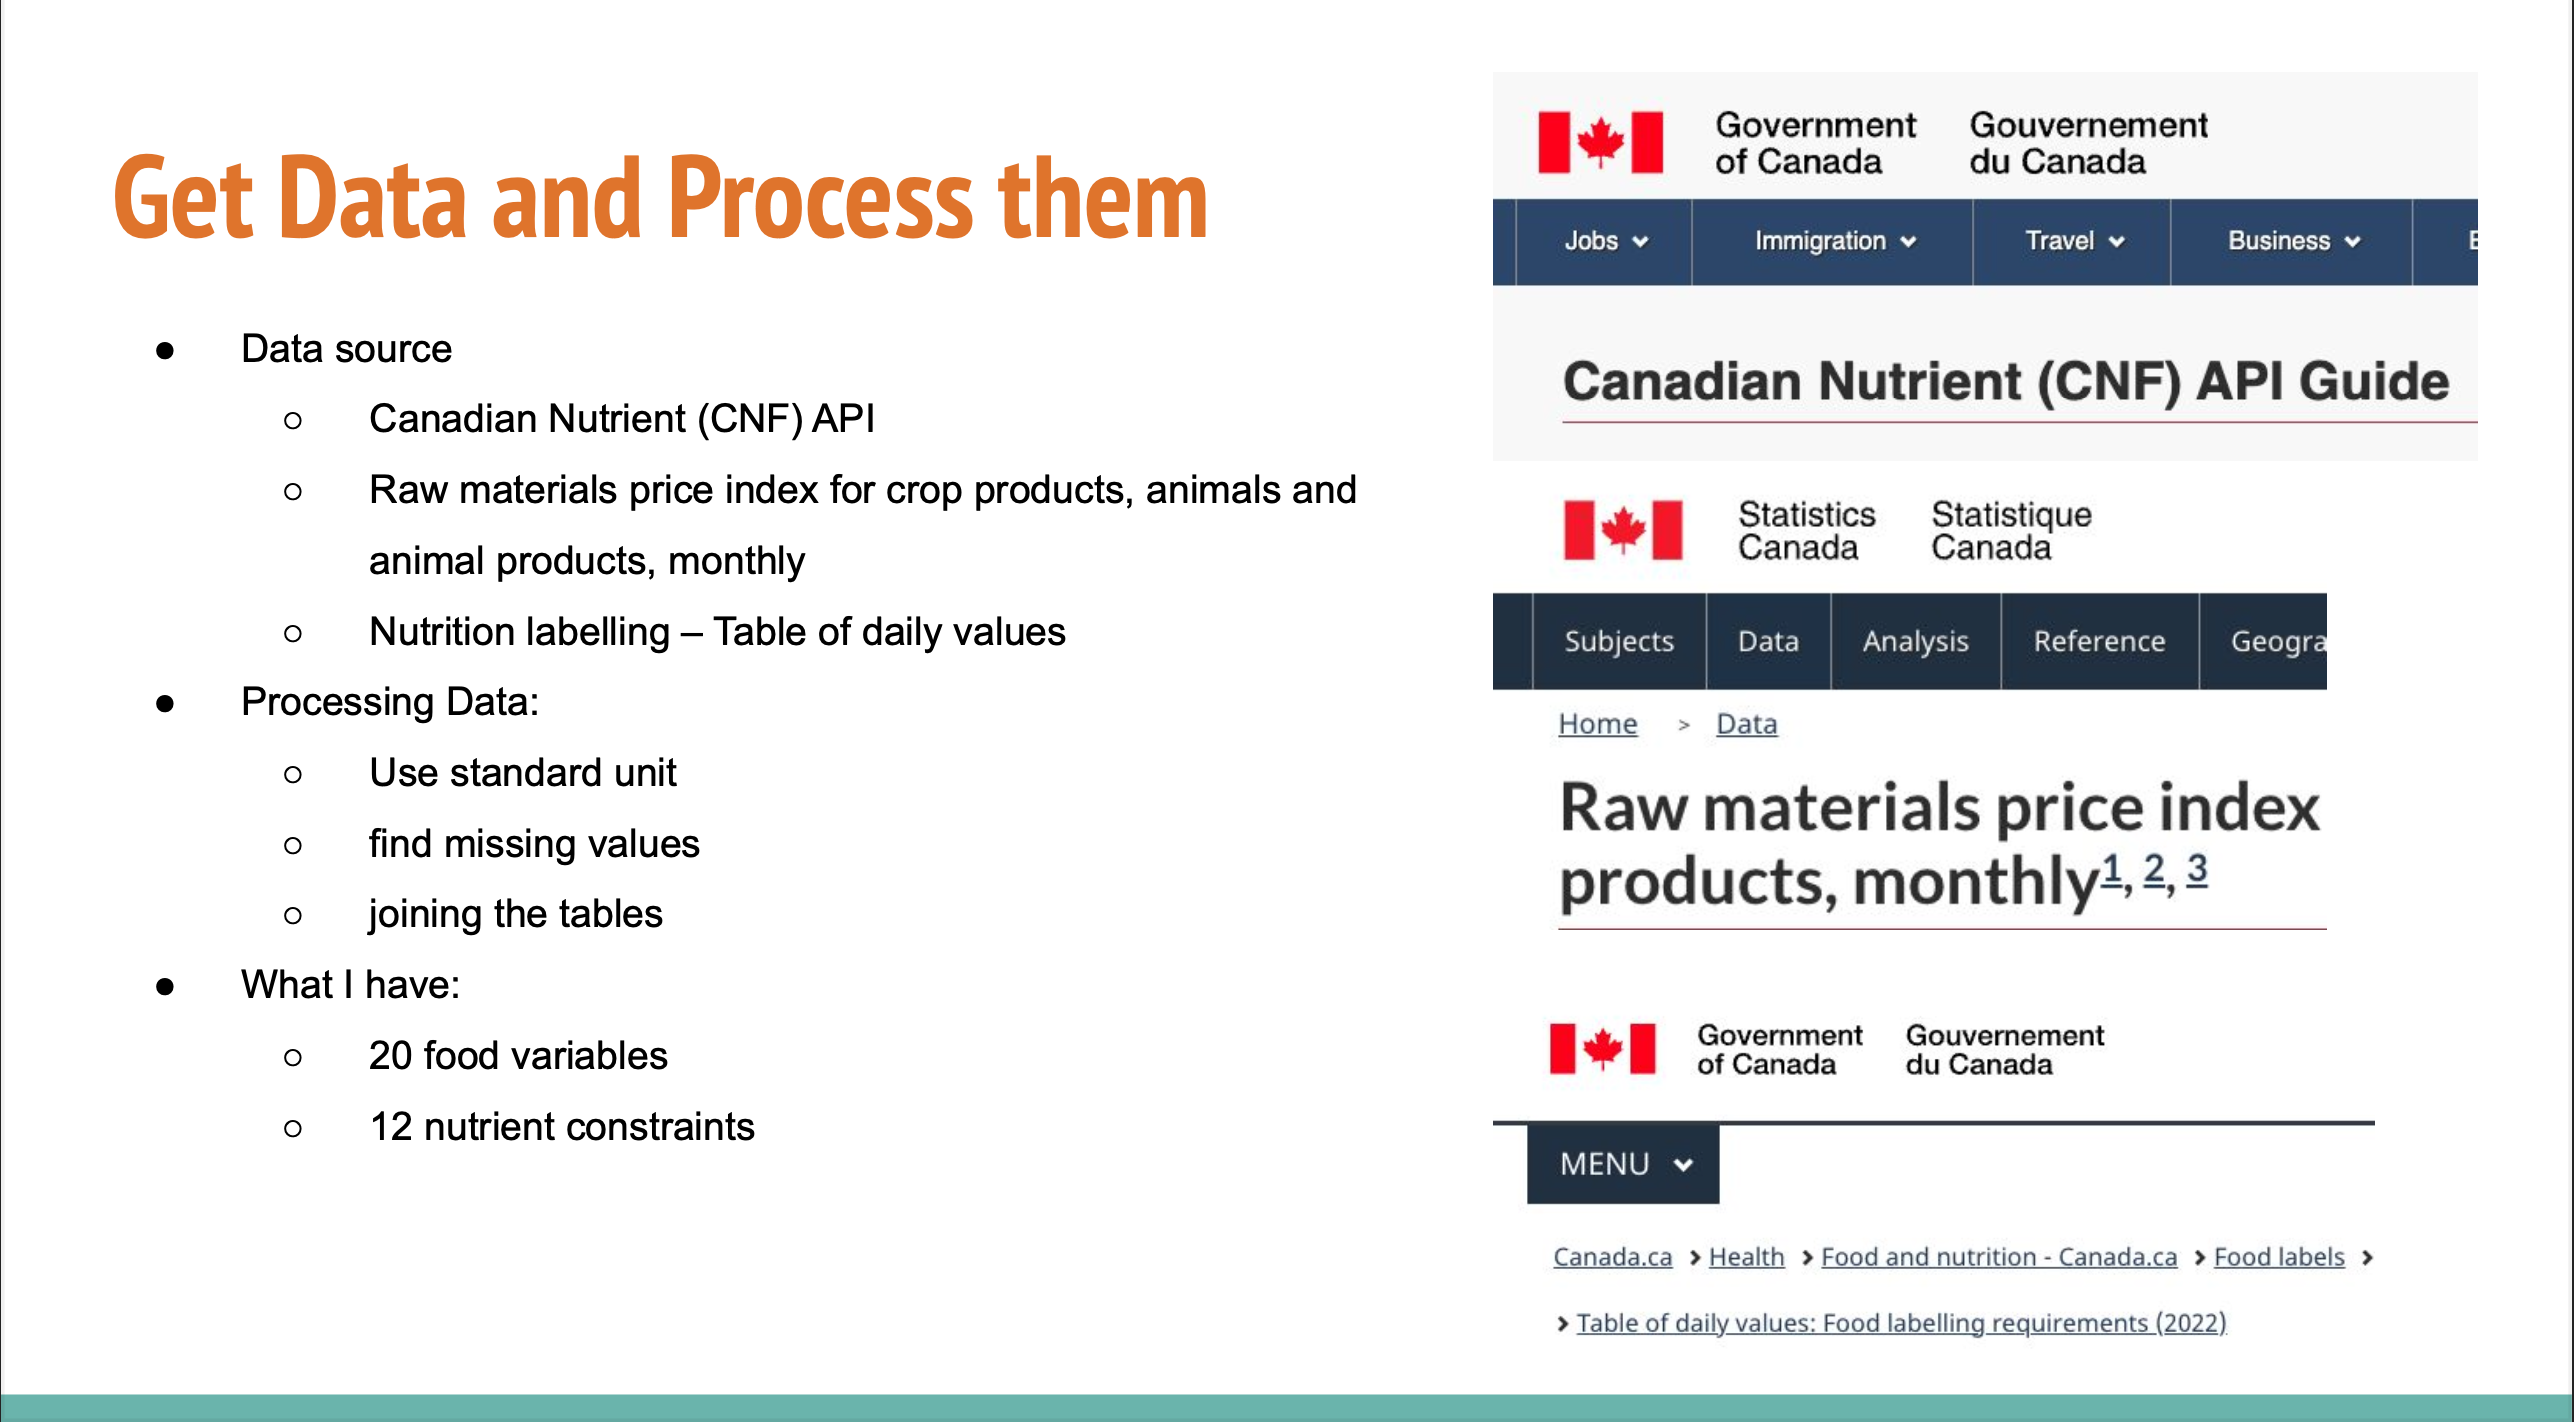 Get Data and Process them
● Data source
○ Canadian Nutrient (CNF) API
○ Raw materials price index for crop products, animals and
animal products, monthly
○ Nutrition labelling – Table of daily values
● Processing Data:
○ Use standard unit
○ find missing values
○ joining the tables
● What I have:
○ 20 food variables
○ 12 nutrient constraints
Government Gouvernement
of Canada du Canada
Jobs Immigration Travel Business
Canadian Nutrient (CNF) API Guide
Statistics Statistique
Canada Canada
Subjects Data Analysis Reference Geogra
Home > Data
Raw materials price index
products, monthly1, 2, 3
Government Gouvernement
of Canada du Canada
MENU
Canada.ca > Health > Food and nutrition - Canada.ca > Food labels >
> Table of daily values: Food labelling requirements (2022)